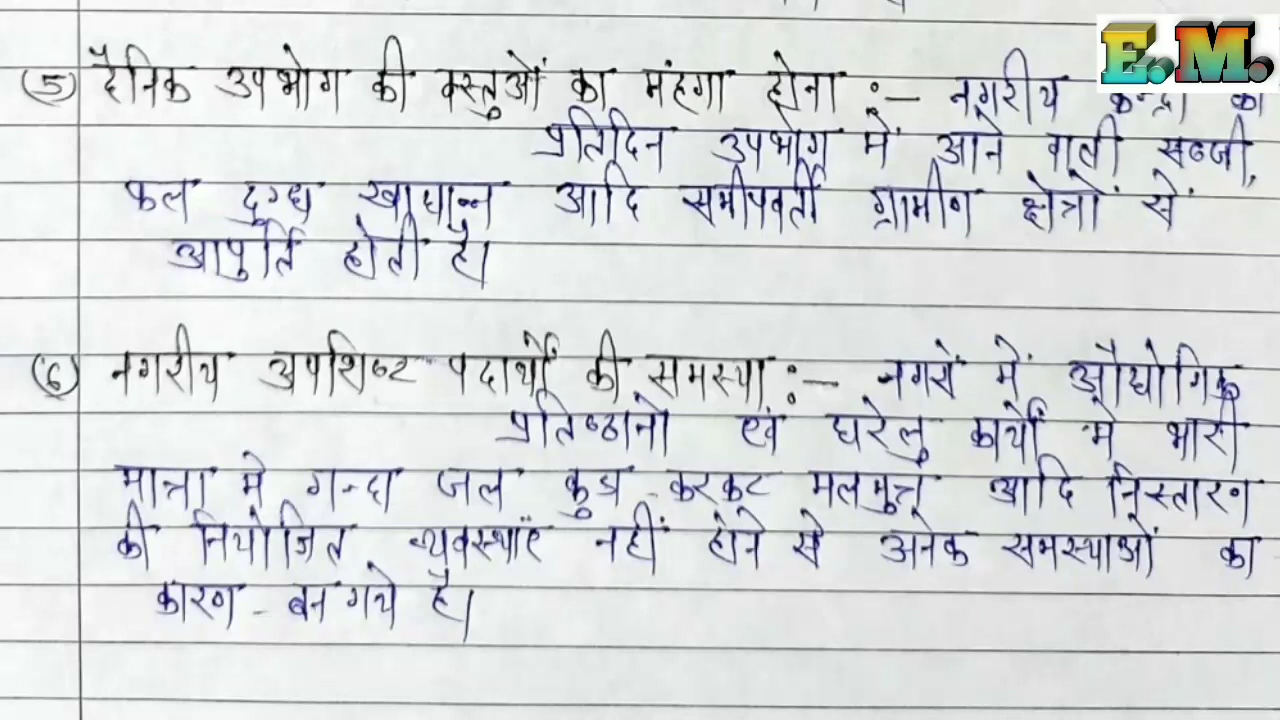 E.M.
(5) दैनिक उपभोग की वस्तुओं का मंहगा होना :- नगरीय
प्रतिदिन उपभोग में आने वाली सब्जी,
फल दुग्ध खाधान्न आदि समीपवर्ती ग्रामीण क्षेत्रों सें
आपुर्ति होती है।
(6) नगरीय अपशिष्ट पदार्थों की समस्या :- नगरों में औद्योगिक
प्रतिष्ठानो एवं घरेलु कार्यों मे भारी
मात्रा मे गन्दा जल कुडा-करकट मलमुत्र आदि निस्तारण
की नियोजित व्यवस्थाएं नहीं होने से अनेक समस्याओं का
कारण - बन गये है।